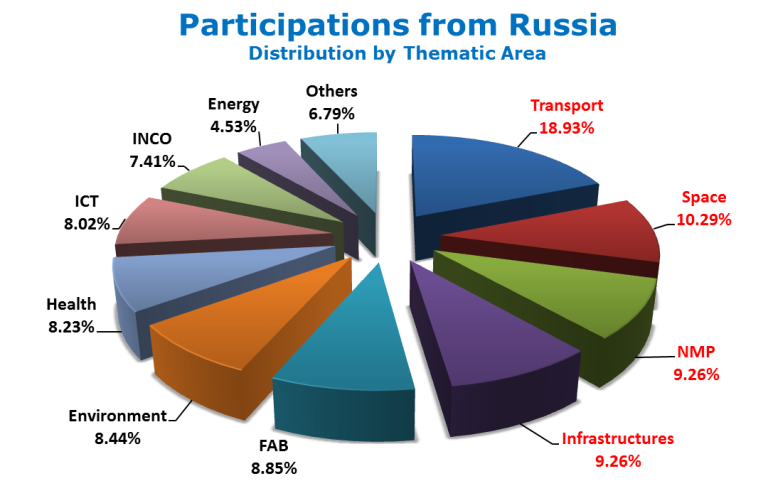 Participations from Russia
Distribution by Thematic Area
Others
6.79%
Energy
4.53%
INCO
7.41%
ICT
8.02%
Health
8.23%
Environment
8.44%
FAB
8.85%
Transport
18.93%
Space
10.29%
NMP
9.26%
Infrastructures
9.26%